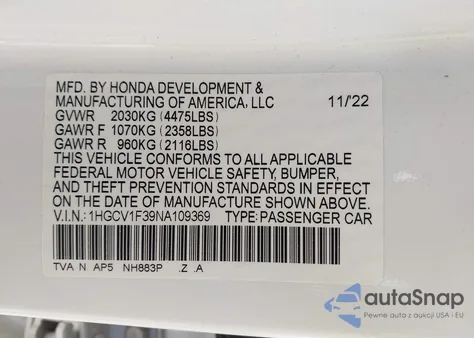 MFD. BY HONDA DEVELOPMENT &
MANUFACTURING OF AMERICA, LLC 11/22
GVWR 2030KG (4475LBS)
GAWR F 1070KG (2358LBS)
GAWR R 960KG (2116LBS)
THIS VEHICLE CONFORMS TO ALL APPLICABLE
FEDERAL MOTOR VEHICLE SAFETY, BUMPER,
AND THEFT PREVENTION STANDARDS IN EFFECT
ON THE DATE OF MANUFACTURE SHOWN ABOVE.
V.I.N.: 1HGCV1F39NA109369 TYPE: PASSENGER CAR
TVA N AP5 NH883P .Z .A
autoSnap
Pewne auta z aukcji USA i EU